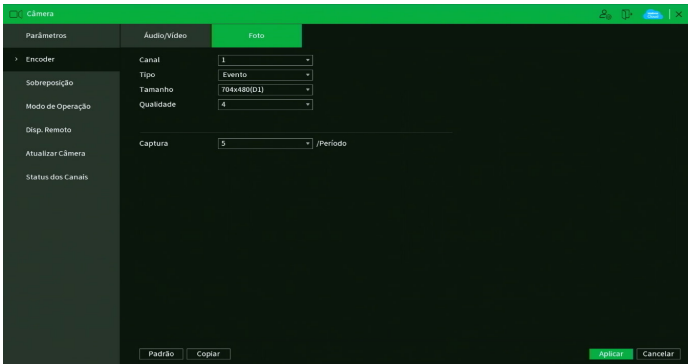 Câmera
Parâmetros
> Encoder
Sobreposição
Modo de Operação
Disp. Remoto
Atualizar Câmera
Status dos Canais
Áudio/Vídeo Foto
Canal 1
Tipo Evento
Tamanho 704x480(D1)
Qualidade 4
Captura 5 /Período
Padrão Copiar Aplicar Cancelar